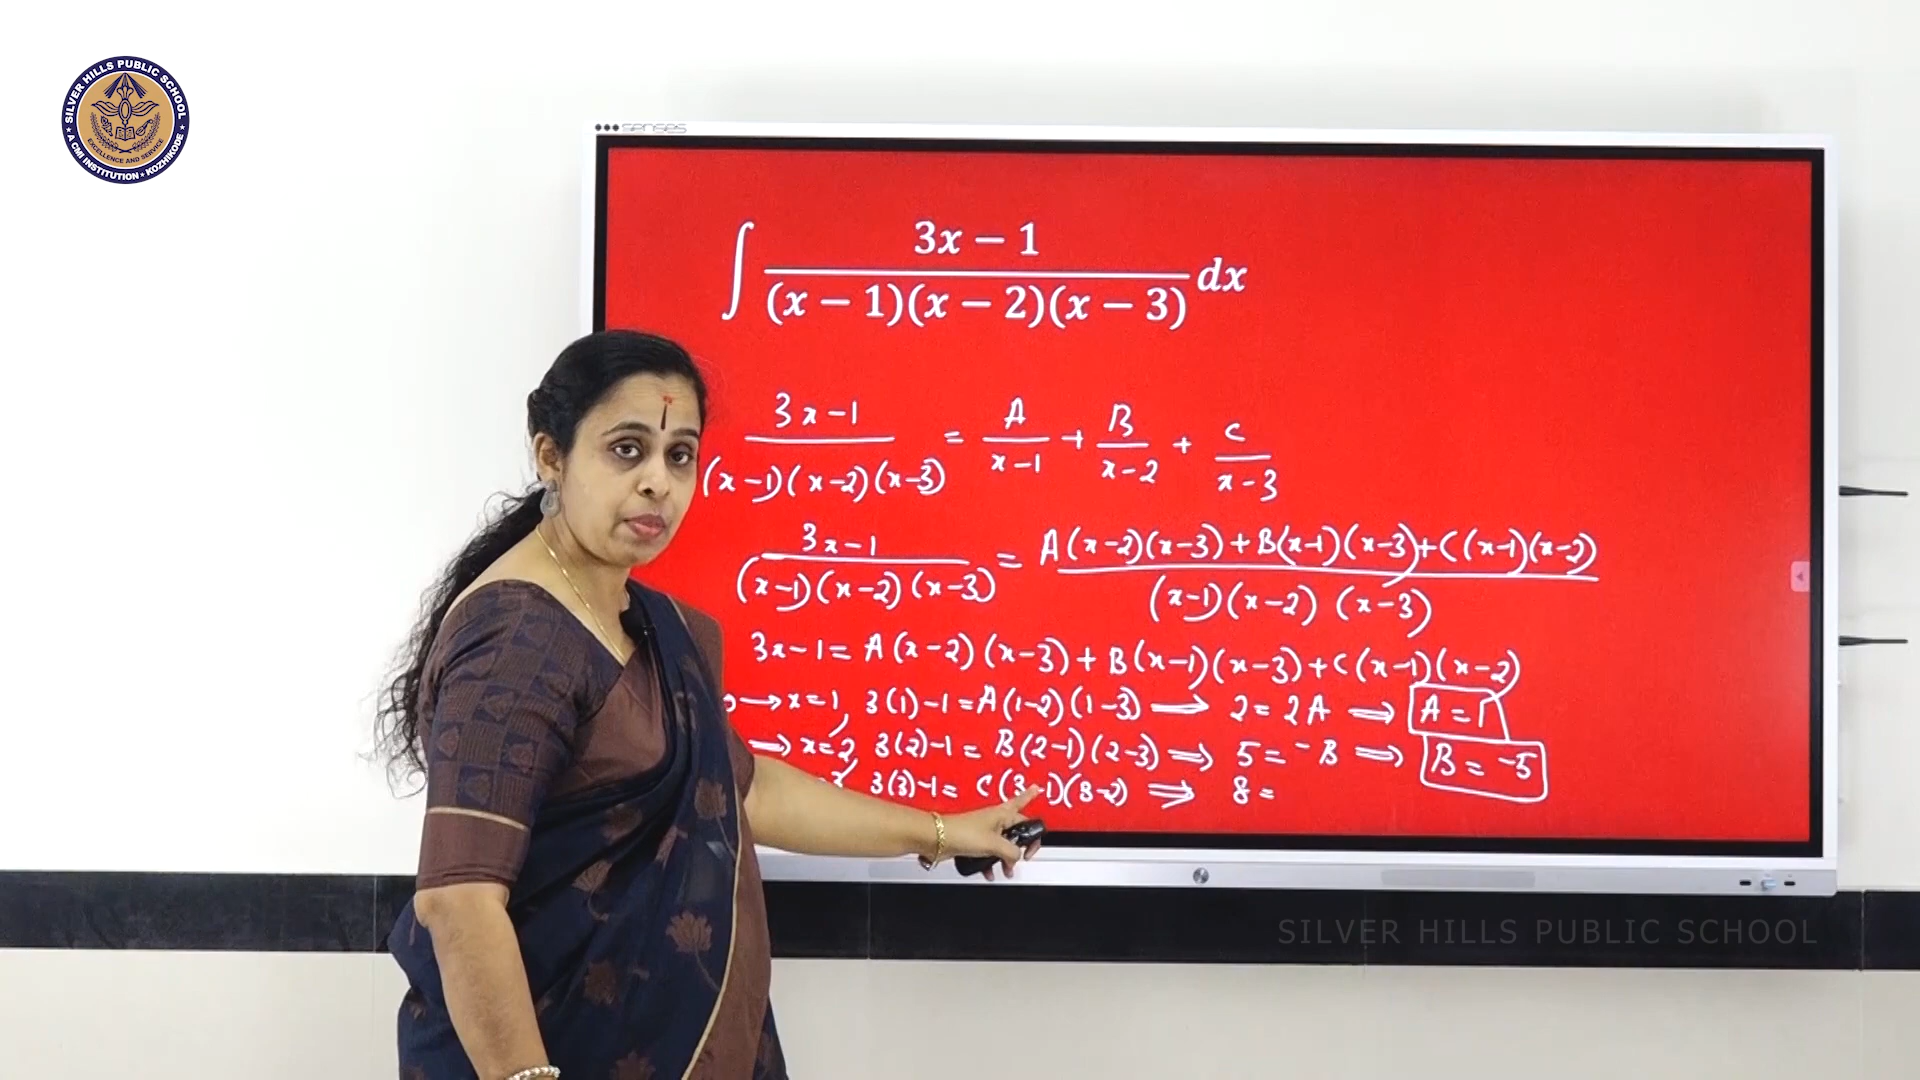 SILVER HILLS PUBLIC SCHOOL
EXCELLENCE AND SERVICE
★ A CMI INSTITUTION ★ KOZHIKODE ★
senses
∫ (3x − 1)/((x − 1)(x − 2)(x − 3)) dx
(3x-1)/((x-1)(x-2)(x-3)) = A/(x-1) + B/(x-2) + C/(x-3)
(3x-1)/((x-1)(x-2)(x-3)) = (A(x-2)(x-3)+B(x-1)(x-3)+C(x-1)(x-2))/((x-1)(x-2)(x-3))
3x-1 = A(x-2)(x-3)+B(x-1)(x-3)+C(x-1)(x-2)
→ x=1, 3(1)-1=A(1-2)(1-3) ⟹ 2=2A ⟹ A=1
⟹ x=2, 3(2)-1=B(2-1)(2-3) ⟹ 5=-B ⟹ B=-5
3(3)-1= C(3-1)(3-2) ⟹ 8=
SILVER HILLS PUBLIC SCHOOL